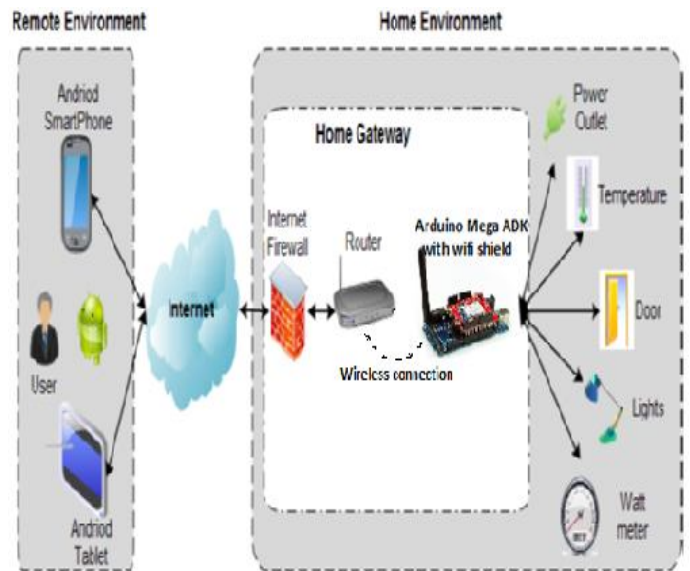 Remote Environment
Home Environment
Andriod
SmartPhone
User
Andriod
Tablet
Internet
Home Gateway
Internet
Firewall
Router
Arduino Mega ADK
with wifi shield
Wireless connection
Power
Outlet
Temperature
Door
Lights
Watt
meter